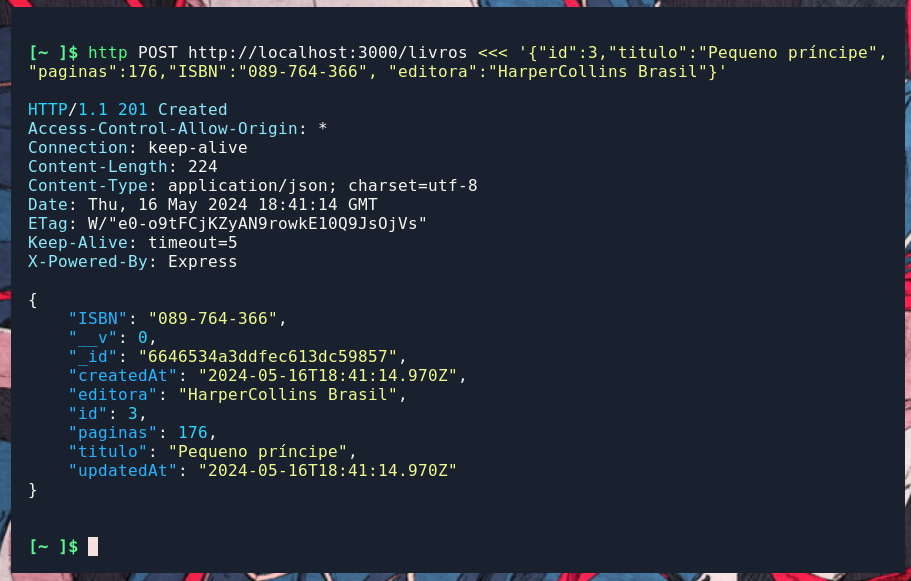 [~ ]$ http POST http://localhost:3000/livros <<< '{"id":3,"titulo":"Pequeno príncipe",
"paginas":176,"ISBN":"089-764-366", "editora":"HarperCollins Brasil"}'
HTTP/1.1 201 Created
Access-Control-Allow-Origin: *
Connection: keep-alive
Content-Length: 224
Content-Type: application/json; charset=utf-8
Date: Thu, 16 May 2024 18:41:14 GMT
ETag: W/"e0-o9tFCjKZyAN9rowkE10Q9JsOjVs"
Keep-Alive: timeout=5
X-Powered-By: Express
{
    "ISBN": "089-764-366",
    "__v": 0,
    "_id": "6646534a3ddfec613dc59857",
    "createdAt": "2024-05-16T18:41:14.970Z",
    "editora": "HarperCollins Brasil",
    "id": 3,
    "paginas": 176,
    "titulo": "Pequeno príncipe",
    "updatedAt": "2024-05-16T18:41:14.970Z"
}
[~ ]$